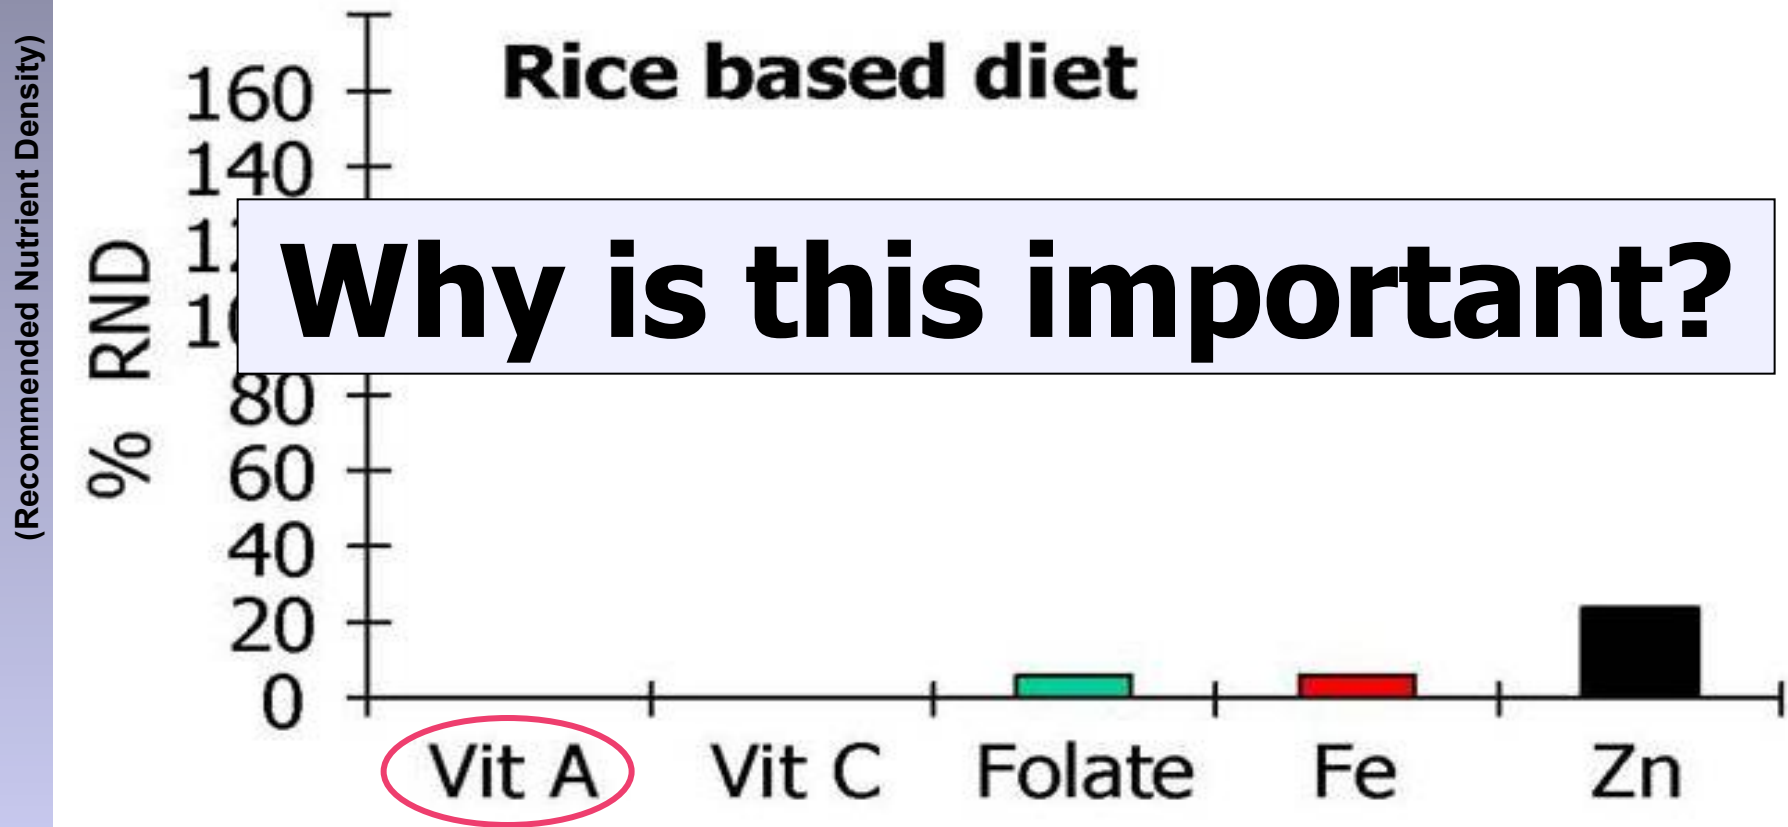 (Recommended Nutrient Density)
% RND
Rice based diet
160
140
Why is this important?
80
60
40
20
0
Vit A Vit C Folate Fe Zn